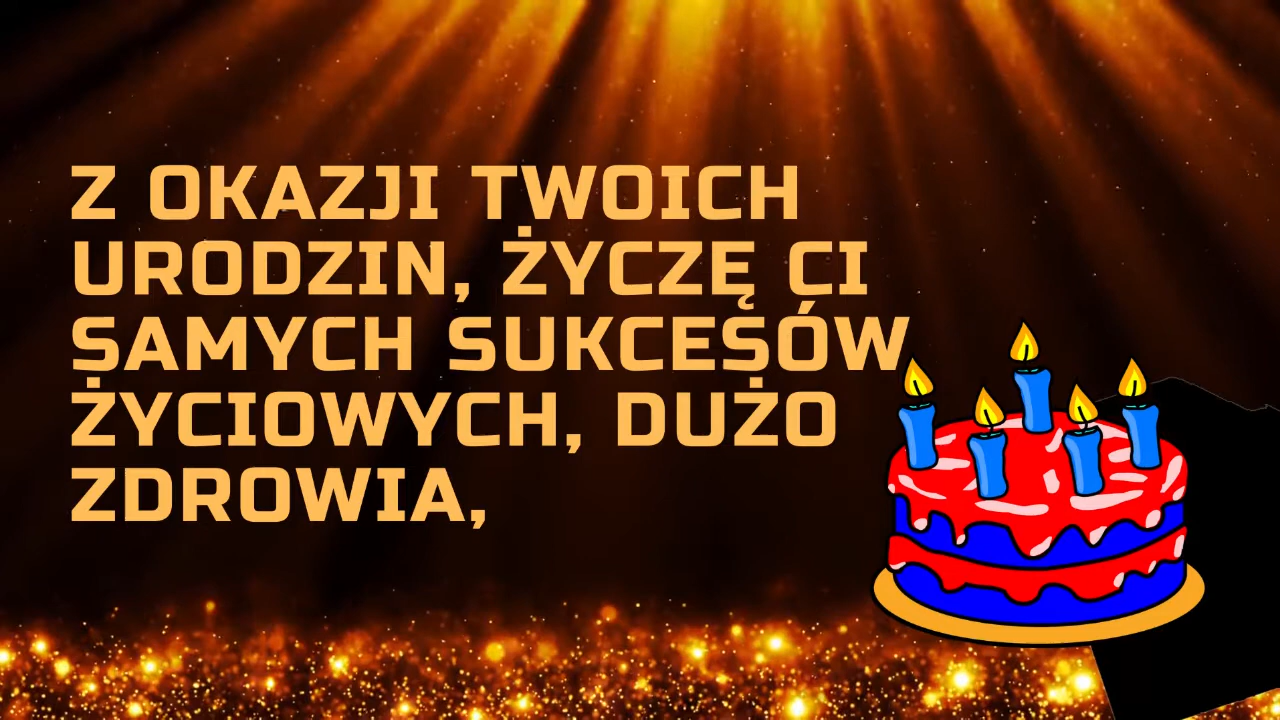 Z OKAZJI TWOICH
URODZIN, ŻYCZĘ CI
SAMYCH SUKCESÓW
ŻYCIOWYCH, DUŻO
ZDROWIA,